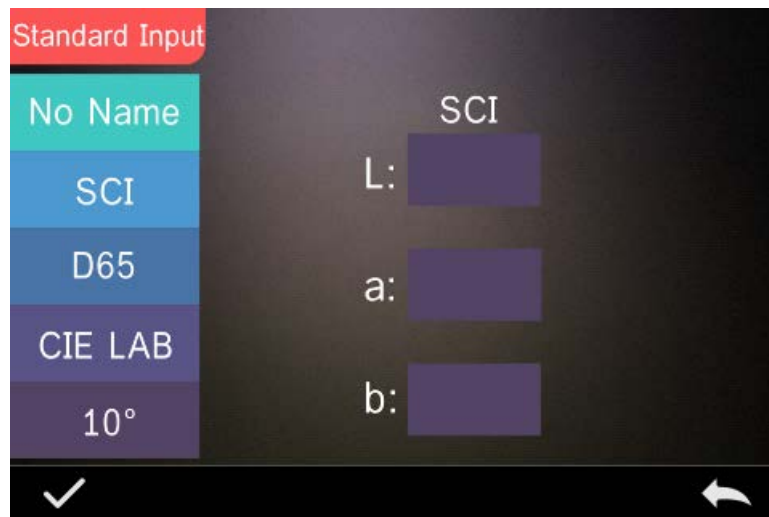 Standard Input
No Name
SCI
D65
CIE LAB
10°
SCI
L:
a:
b: